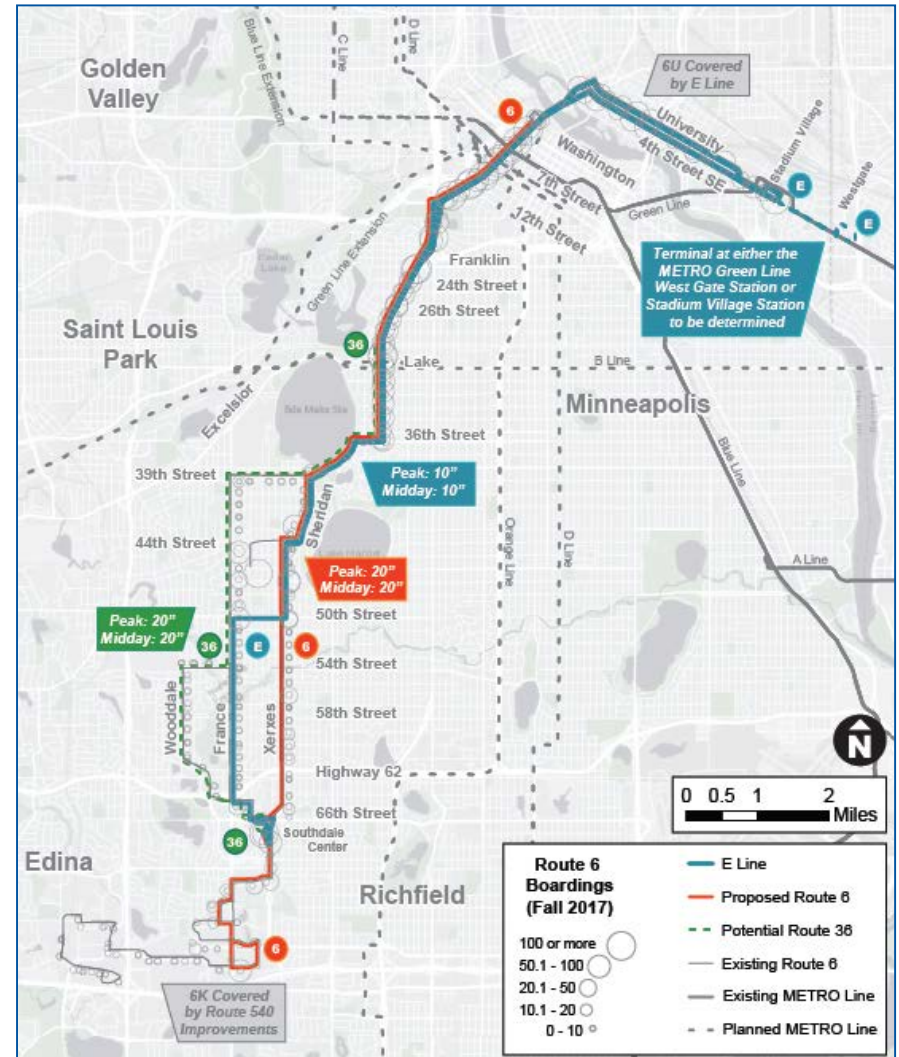 Golden
Valley
Blue Line Extension
C Line
D Line
D Line
6U Covered
by E Line
6
University
4th Street SE
Stadium Village
Westgate
E
E
Washington
7th Street
12th Street
Green Line
Green Line Extension
Cedar
Lake
Franklin
24th Street
26th Street
Terminal at either the
METRO Green Line
West Gate Station or
Stadium Village Station
to be determined
Saint Louis
Park
36
Lake
B Line
Excelsior
Bde Maka Ska
Minneapolis
36th Street
39th Street
Sheridan
Peak: 10"
Midday: 10"
Blue Line
Orange Line
D Line
44th Street
A Line
Peak: 20"
Midday: 20"
Peak: 20"
Midday: 20"
50th Street
36
E
6
54th Street
Wooddale
France
Xerxes
58th Street
N
Highway 62
0 0.5 1 2
Miles
66th Street
36
Southdale
Center
Edina
Richfield
6
6K Covered
by Route 540
Improvements
Route 6
Boardings
(Fall 2017)
100 or more
50.1 - 100
20.1 - 50
10.1 - 20
0 - 10
E Line
Proposed Route 6
Potential Route 36
Existing Route 6
Existing METRO Line
Planned METRO Line